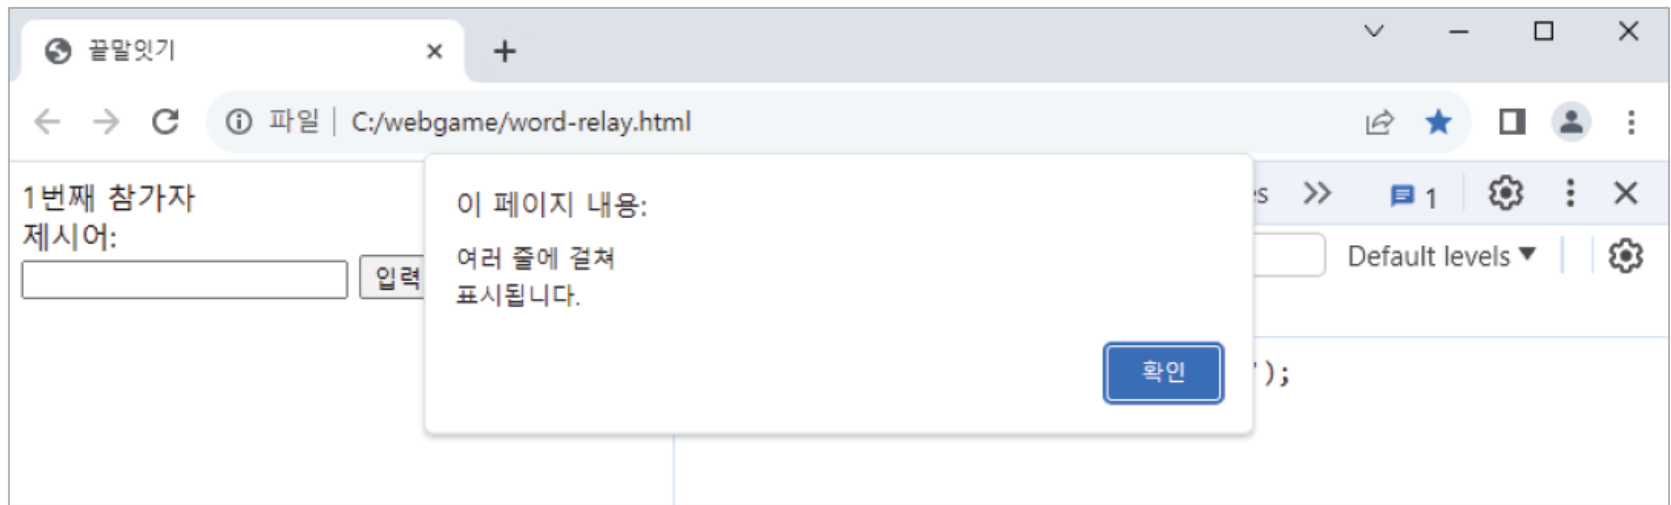 끝말잇기
파일 C:/webgame/word-relay.html
1번째 참가자
제시어:
입력
이 페이지 내용:
여러 줄에 걸쳐
표시됩니다.
확인
1
Default levels
');